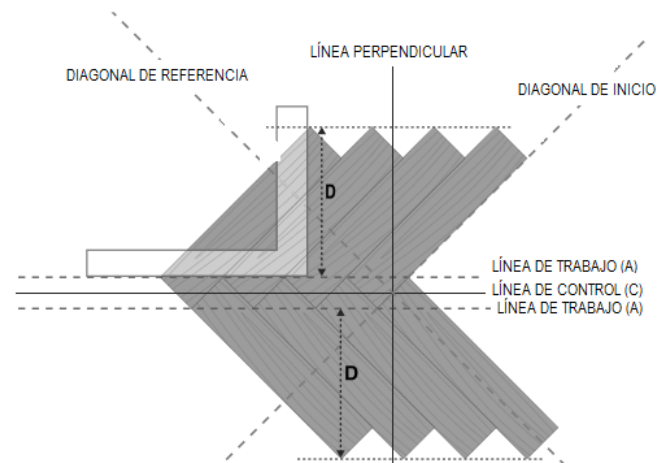 LÍNEA PERPENDICULAR
DIAGONAL DE REFERENCIA
DIAGONAL DE INICIO
D
LÍNEA DE TRABAJO (A)
LÍNEA DE CONTROL (C)
LÍNEA DE TRABAJO (A)
D